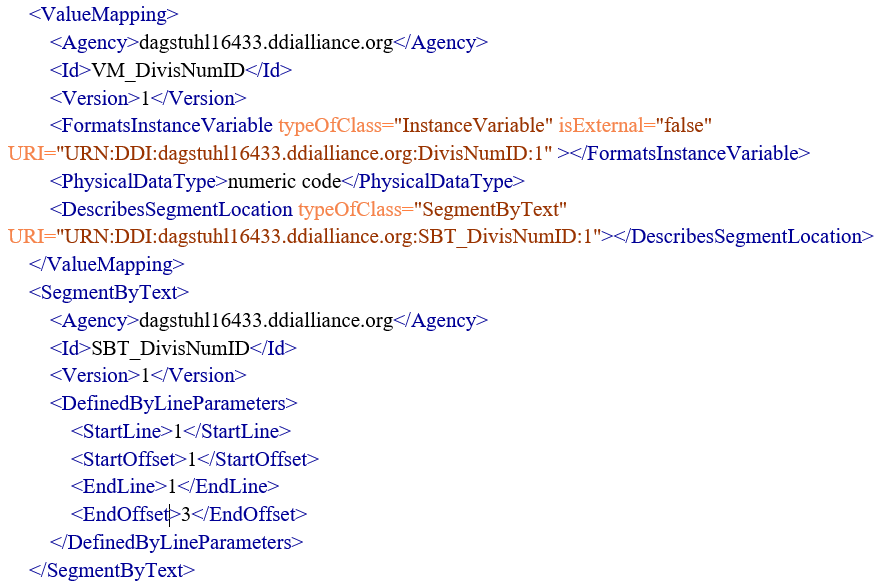 <ValueMapping>
<Agency>dagstuhl16433.ddialliance.org</Agency>
<Id>VM_DivisNumID</Id>
<Version>1</Version>
<FormatsInstanceVariable typeOfClass="InstanceVariable" isExternal="false"
URI="URN:DDI:dagstuhl16433.ddialliance.org:DivisNumID:1" ></FormatsInstanceVariable>
<PhysicalDataType>numeric code</PhysicalDataType>
<DescribesSegmentLocation typeOfClass="SegmentByText"
URI="URN:DDI:dagstuhl16433.ddialliance.org:SBT_DivisNumID:1"></DescribesSegmentLocation>
</ValueMapping>
<SegmentByText>
<Agency>dagstuhl16433.ddialliance.org</Agency>
<Id>SBT_DivisNumID</Id>
<Version>1</Version>
<DefinedByLineParameters>
<StartLine>1</StartLine>
<StartOffset>1</StartOffset>
<EndLine>1</EndLine>
<EndOffset>3</EndOffset>
</DefinedByLineParameters>
</SegmentByText>